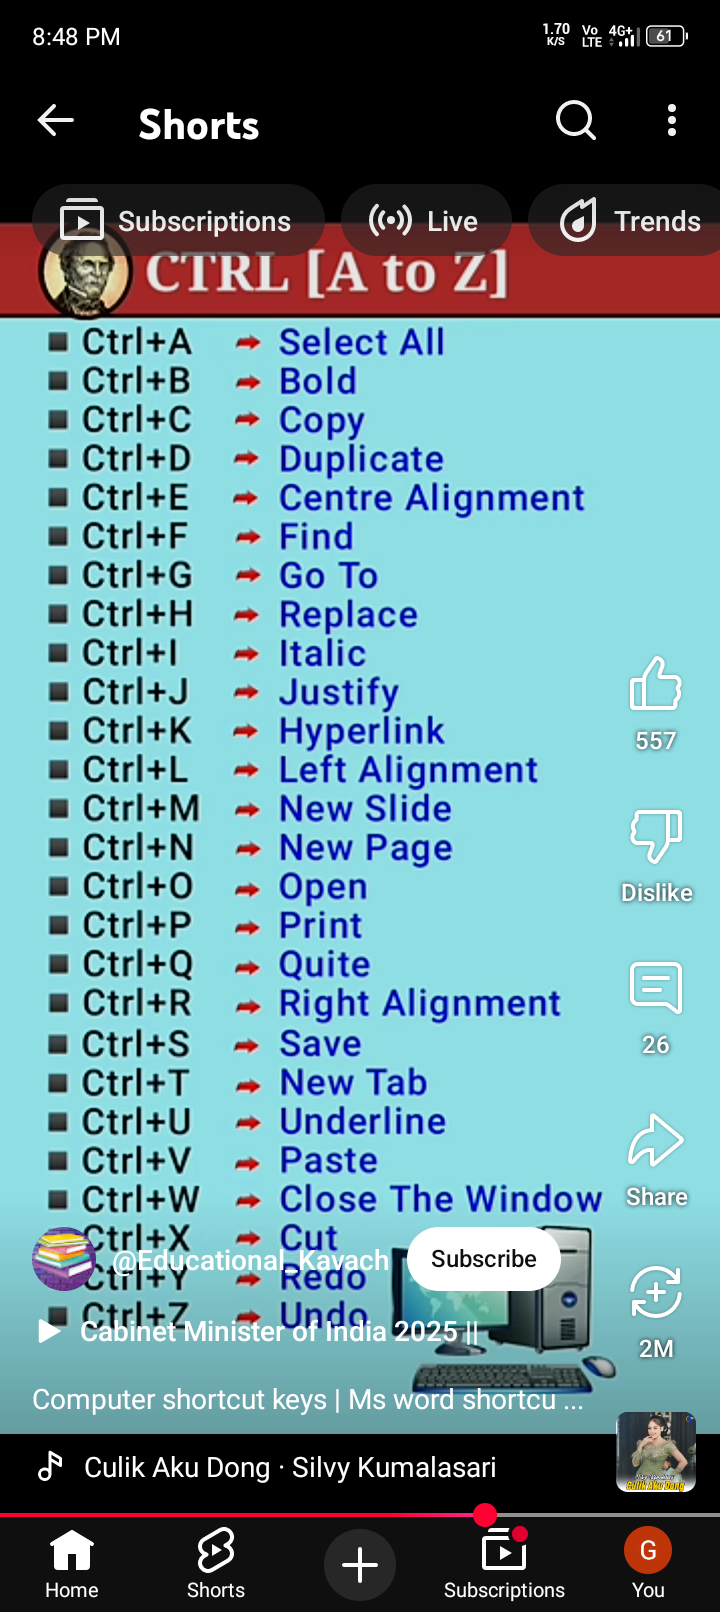 8:48 PM
1.70 K/S Vo LTE 4G+ 61
Shorts
Subscriptions
Live
Trends
CTRL [A to Z]
Ctrl+A Select All
Ctrl+B Bold
Ctrl+C Copy
Ctrl+D Duplicate
Ctrl+E Centre Alignment
Ctrl+F Find
Ctrl+G Go To
Ctrl+H Replace
Ctrl+I Italic
Ctrl+J Justify
Ctrl+K Hyperlink
Ctrl+L Left Alignment
Ctrl+M New Slide
Ctrl+N New Page
Ctrl+O Open
Ctrl+P Print
Ctrl+Q Quite
Ctrl+R Right Alignment
Ctrl+S Save
Ctrl+T New Tab
Ctrl+U Underline
Ctrl+V Paste
Ctrl+W Close The Window
Ctrl+X Cut
Ctrl+Y Redo
Ctrl+Z Undo
557
Dislike
26
Share
2M
@Educational_Kavach Subscribe
Cabinet Minister of India 2025 ||
Computer shortcut keys | Ms word shortcu ...
Culik Aku Dong · Silvy Kumalasari
Culik Aku Dong
Home
Shorts
Subscriptions
G
You